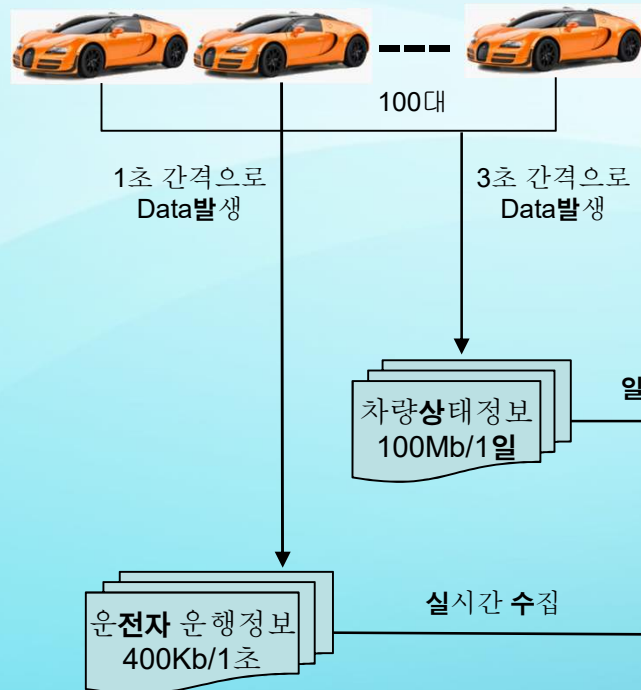 100대
1초 간격으로
Data발생
3초 간격으로
Data발생
차량상태정보
100Mb/1일
일
운전자 운행정보
400Kb/1초
실시간 수집